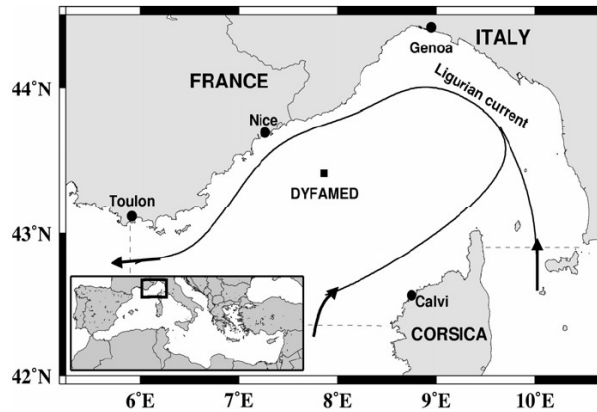 Genoa
ITALY
44°N
FRANCE
Ligurian current
Nice
DYFAMED
Toulon
43°N
Calvi
CORSICA
42°N
6°E
7°E
8°E
9°E
10°E